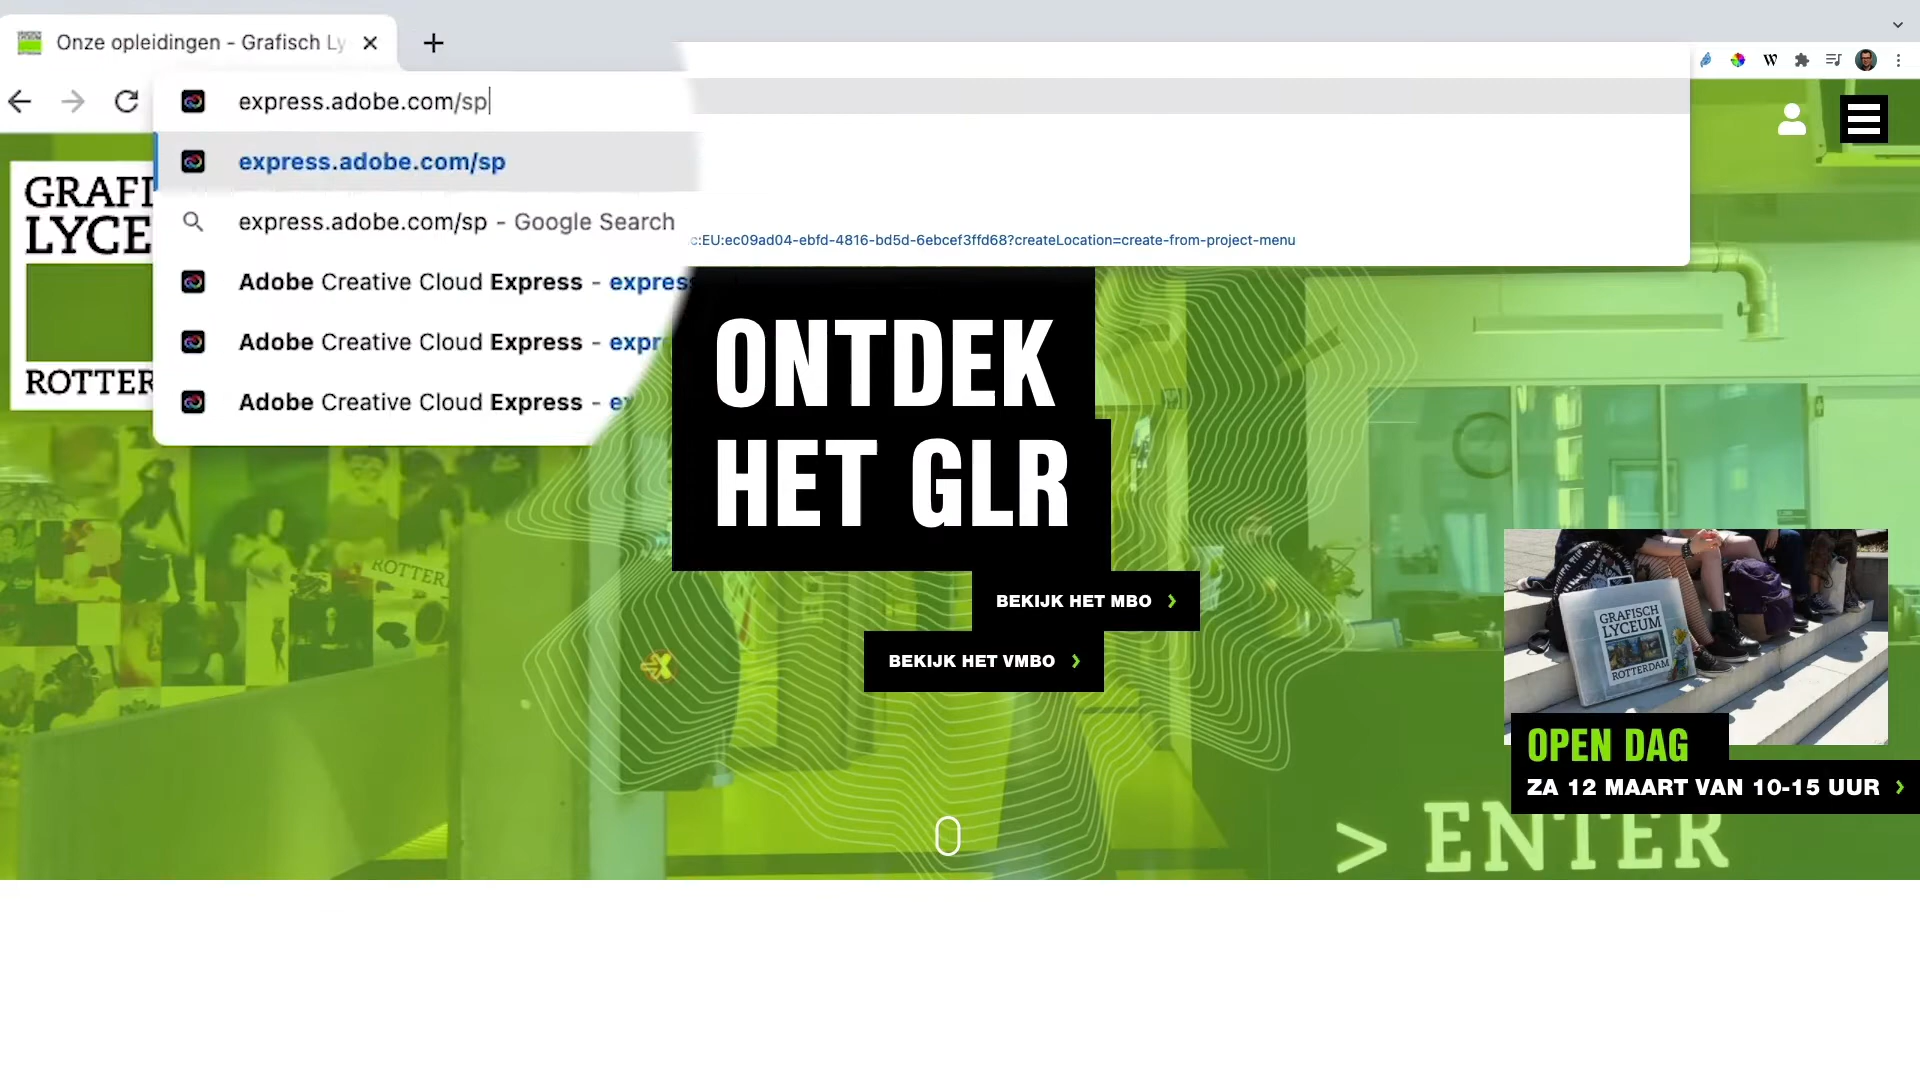 Onze opleidingen - Grafisch Ly
express.adobe.com/sp
express.adobe.com/sp
express.adobe.com/sp - Google Search
c:EU:ec09ad04-ebfd-4816-bd5d-6ebcef3ffd68?createLocation=create-from-project-menu
Adobe Creative Cloud Express - express
Adobe Creative Cloud Express - expr
Adobe Creative Cloud Express - ex
W
GRAFI
LYCE
ROTTER
ONTDEK
HET GLR
BEKIJK HET MBO
BEKIJK HET VMBO
ROTTER
GRAFISCH
LYCEUM
ROTTERDAM
OPEN DAG
ZA 12 MAART VAN 10-15 UUR
> ENTER